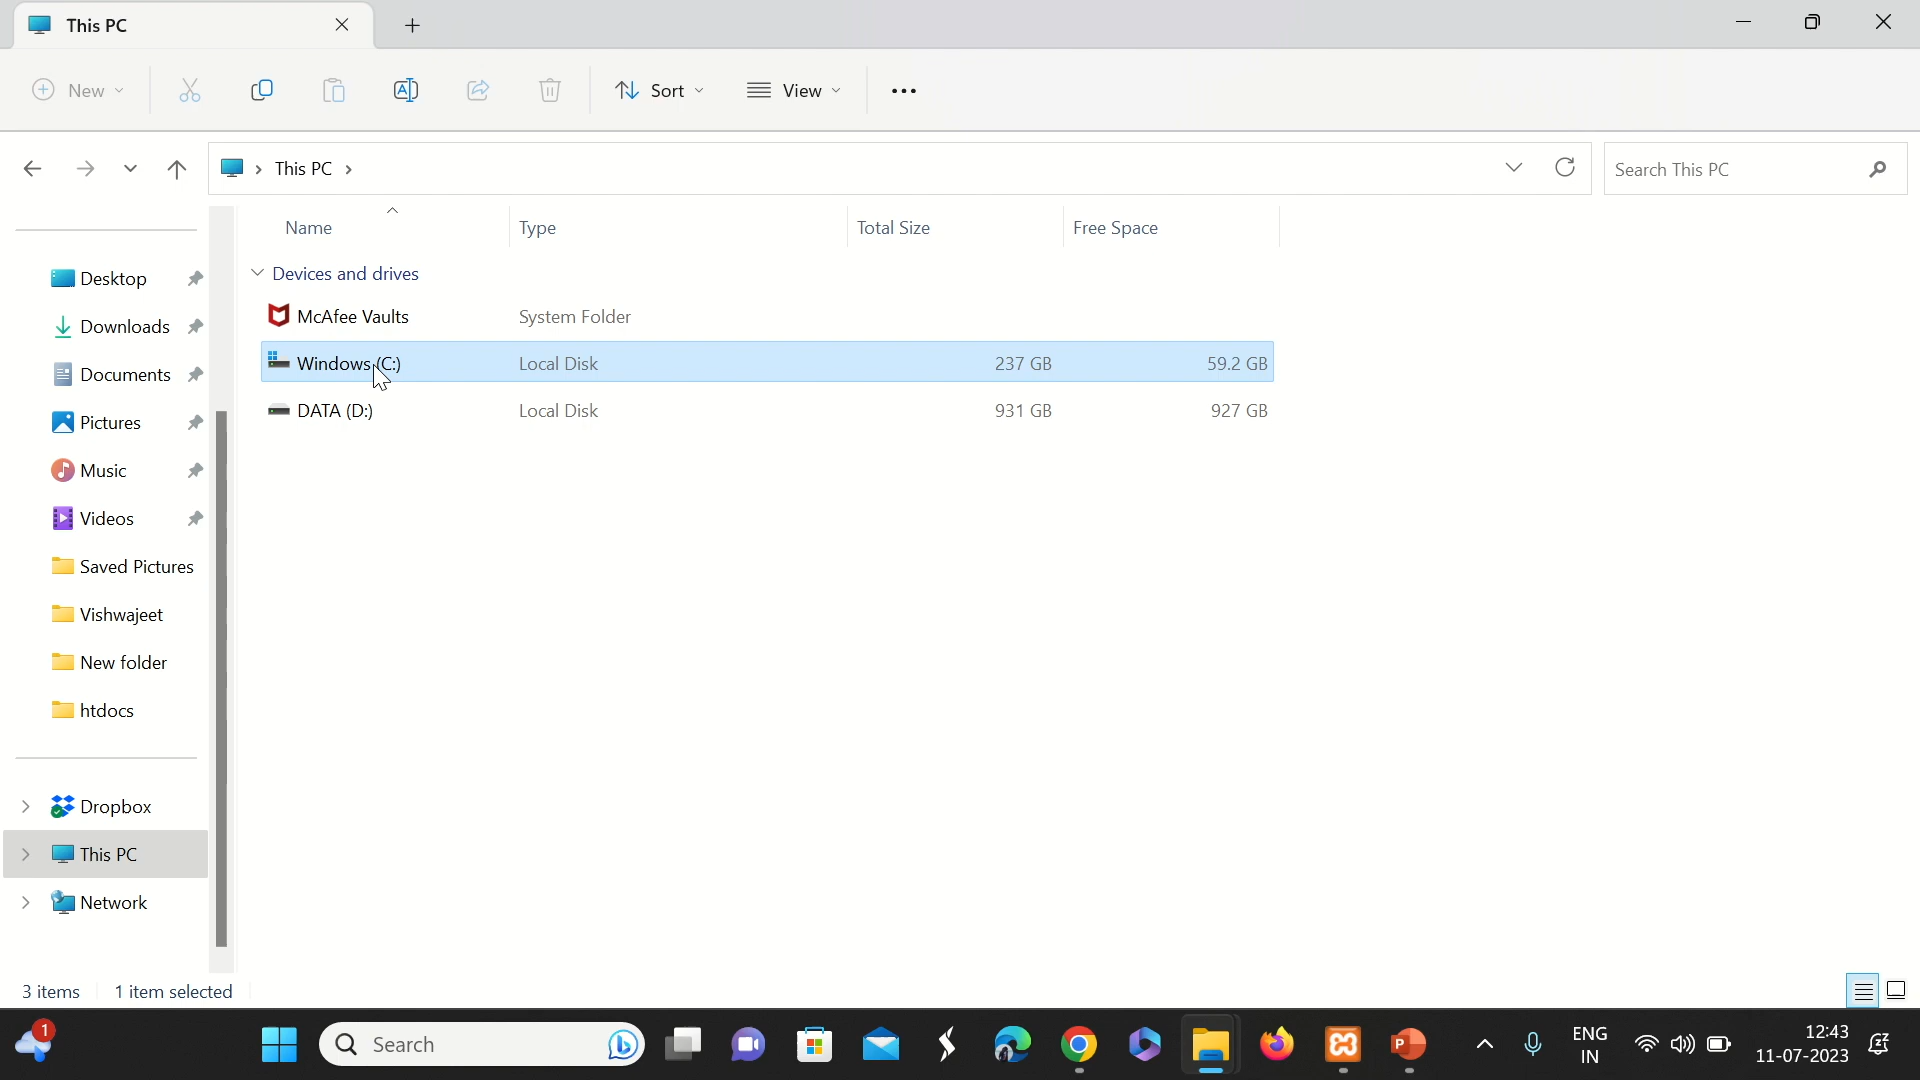 This PC
New
Sort
View
This PC
Search This PC
Name Type Total Size Free Space
Devices and drives
McAfee Vaults System Folder
Windows (C:) Local Disk 237 GB 59.2 GB
DATA (D:) Local Disk 931 GB 927 GB
Desktop
Downloads
Documents
Pictures
Music
Videos
Saved Pictures
Vishwajeet
New folder
htdocs
Dropbox
This PC
Network
3 items 1 item selected
1
Search
ENG
IN
12:43
11-07-2023